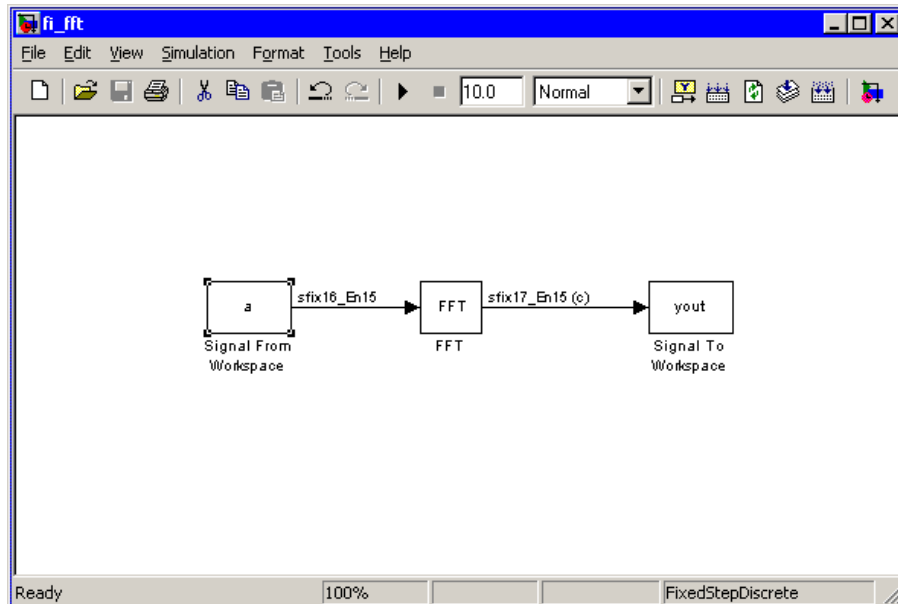 fi_fft
File Edit View Simulation Format Tools Help
10.0 Normal
a sfix16_En15 FFT sfix17_En15 (c) yout
Signal From FFT Signal To
Workspace Workspace
Ready 100% FixedStepDiscrete